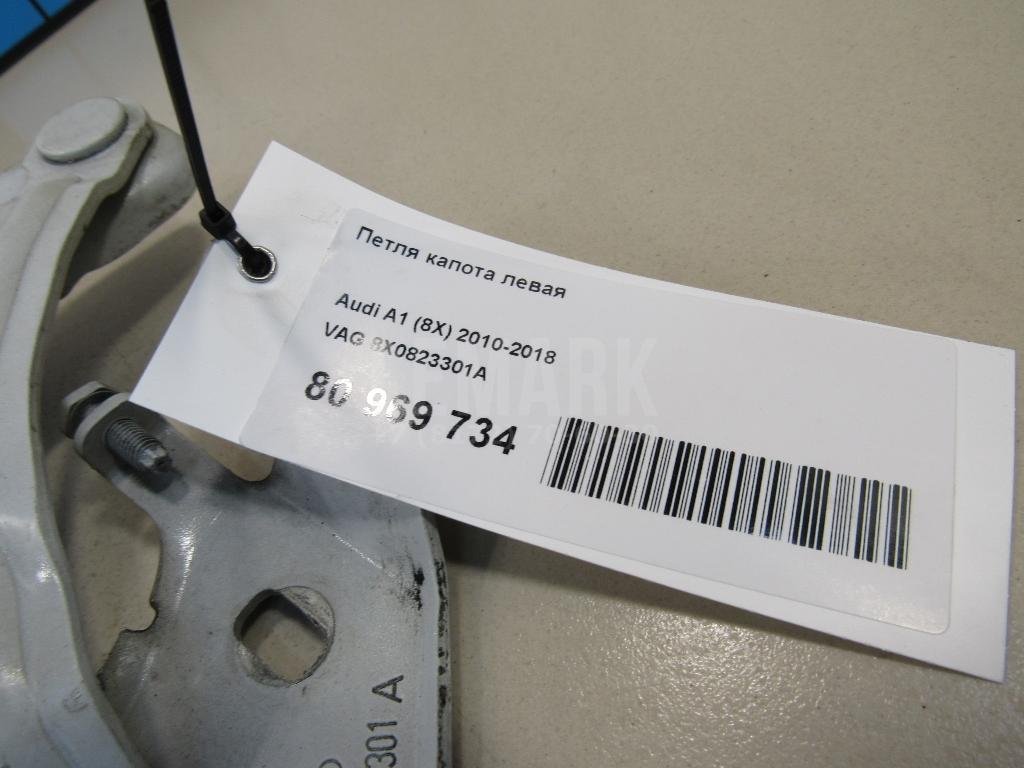 Петля капота левая
Audi A1 (8X) 2010-2018
VAG 8X0823301A
80 969 734
301 A